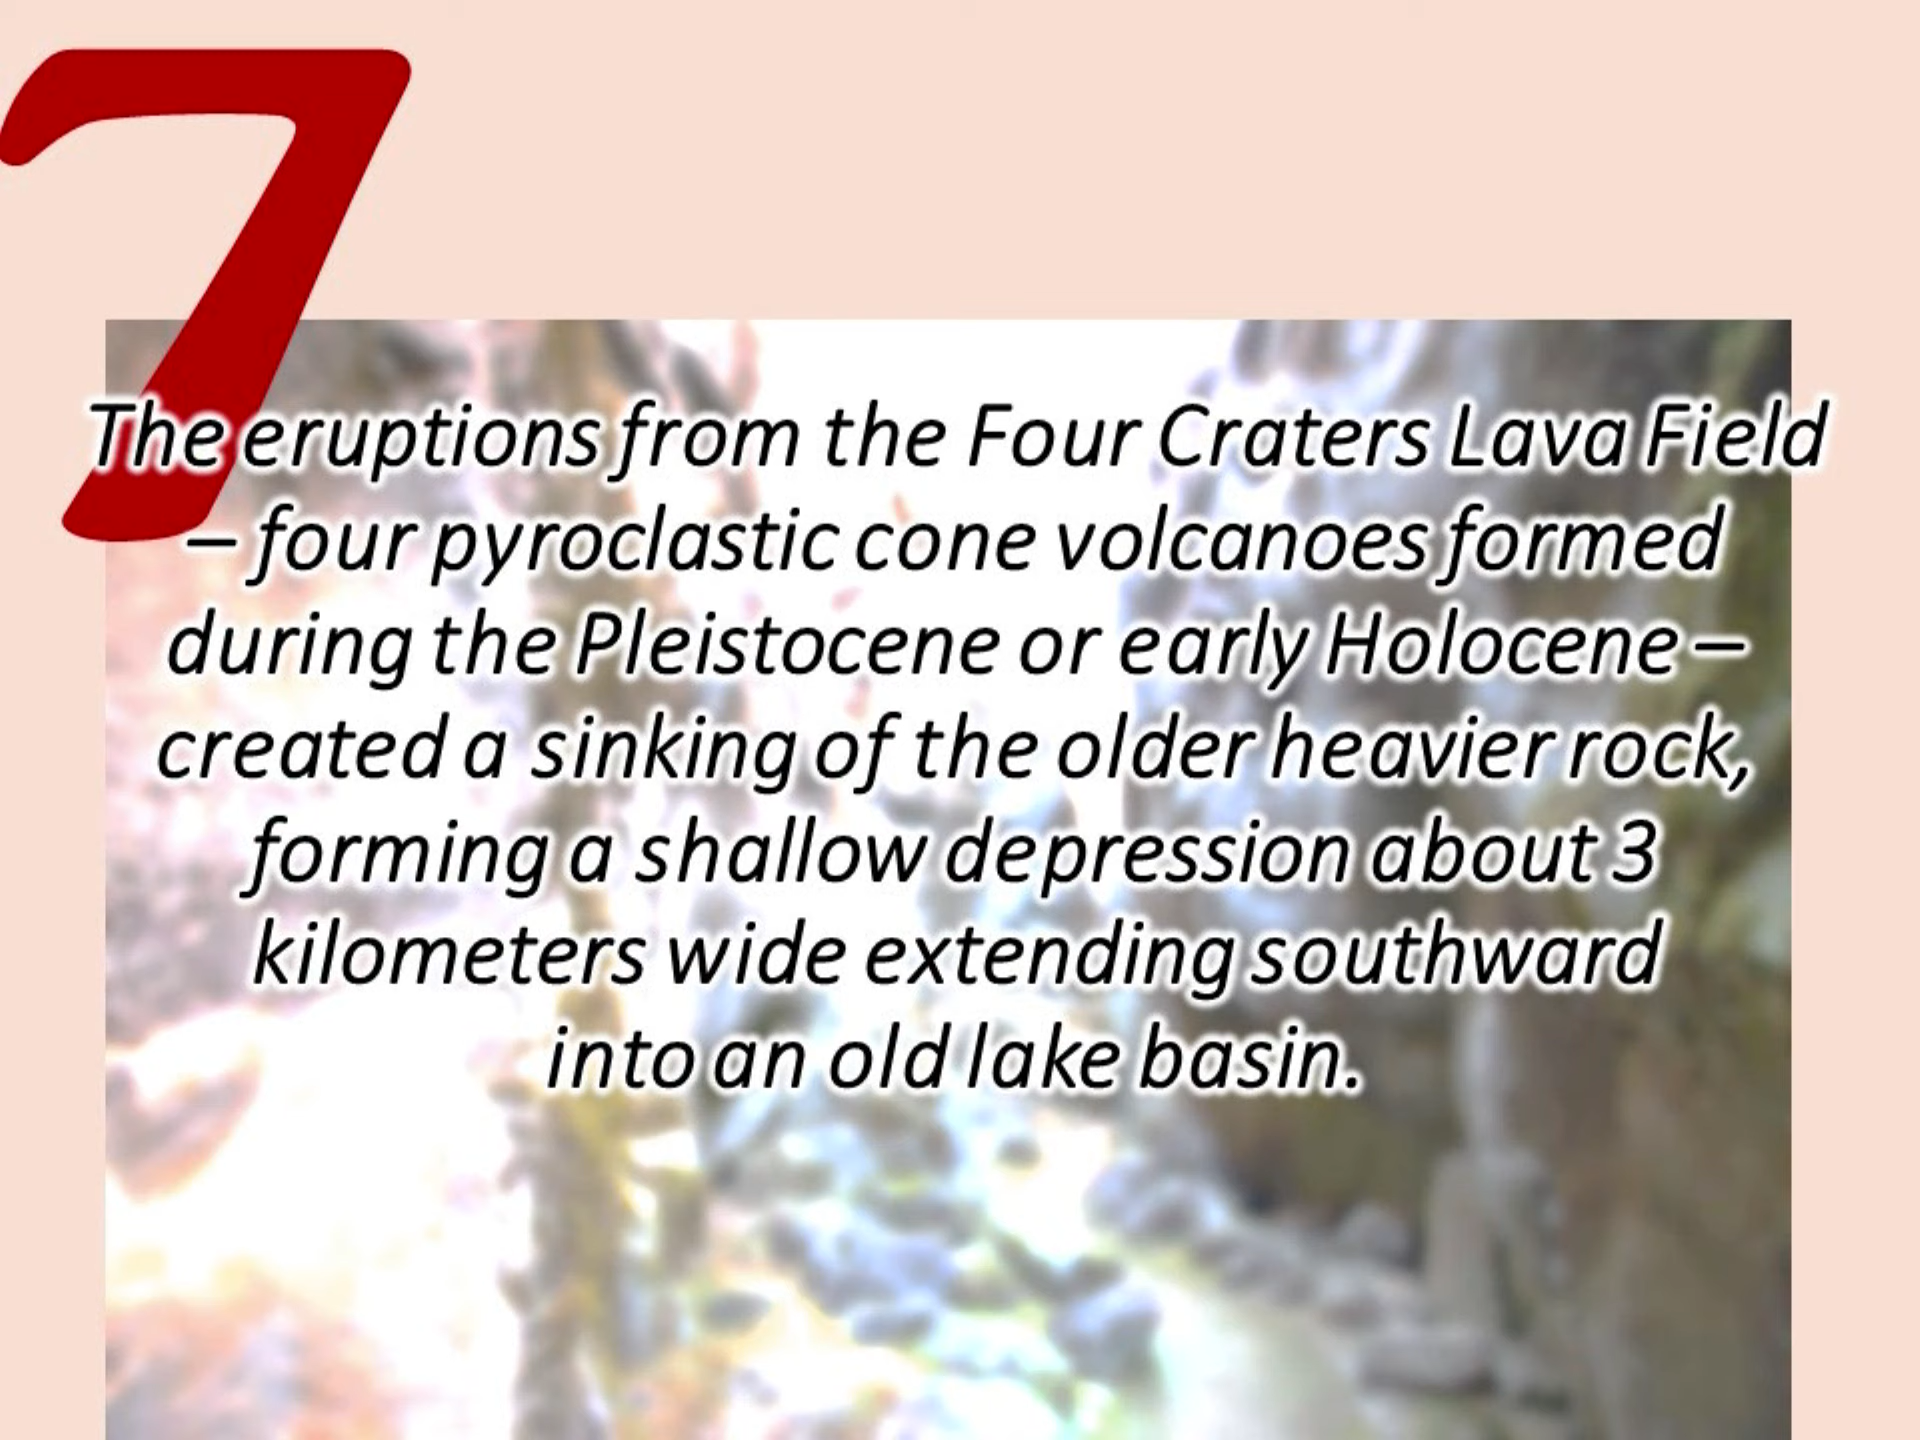 7
The eruptions from the Four Craters Lava Field
– four pyroclastic cone volcanoes formed
during the Pleistocene or early Holocene –
created a sinking of the older heavier rock,
forming a shallow depression about 3
kilometers wide extending southward
into an old lake basin.